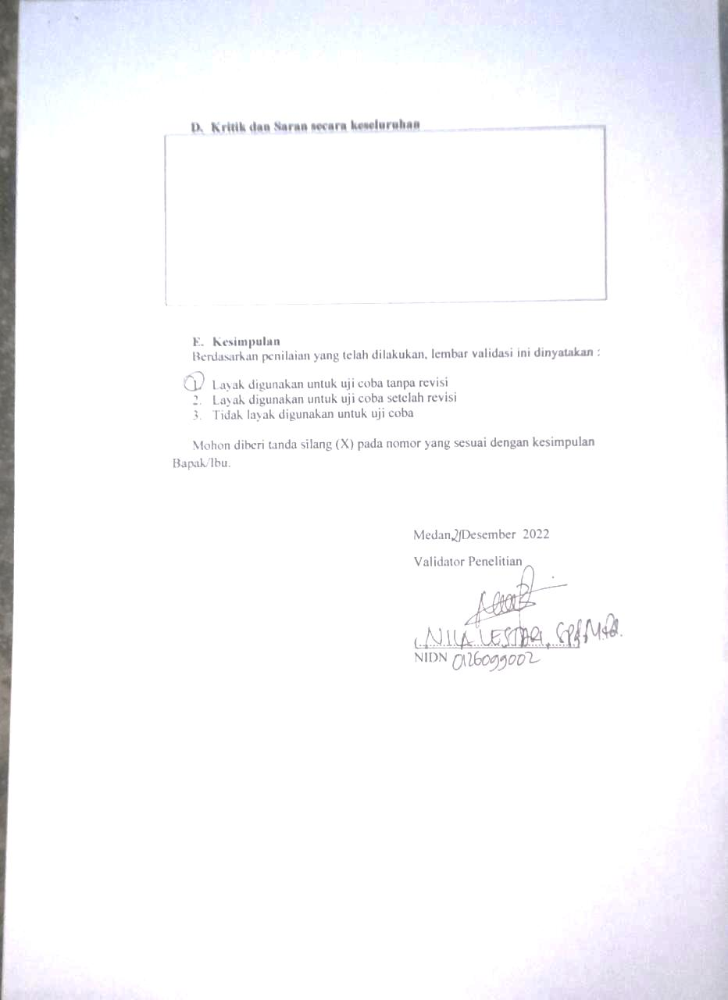 D. Kritik dan Saran secara keseluruhan
E. Kesimpulan
Berdasarkan penilaian yang telah dilakukan, lembar validasi ini dinyatakan :
1. Layak digunakan untuk uji coba tanpa revisi
2. Layak digunakan untuk uji coba setelah revisi
3. Tidak layak digunakan untuk uji coba
Mohon diberi tanda silang (X) pada nomor yang sesuai dengan kesimpulan
Bapak/Ibu.
Medan, Desember 2022
Validator Penelitian
NILA LESTARI, SPd, M.Pd.
NIDN 0126099002